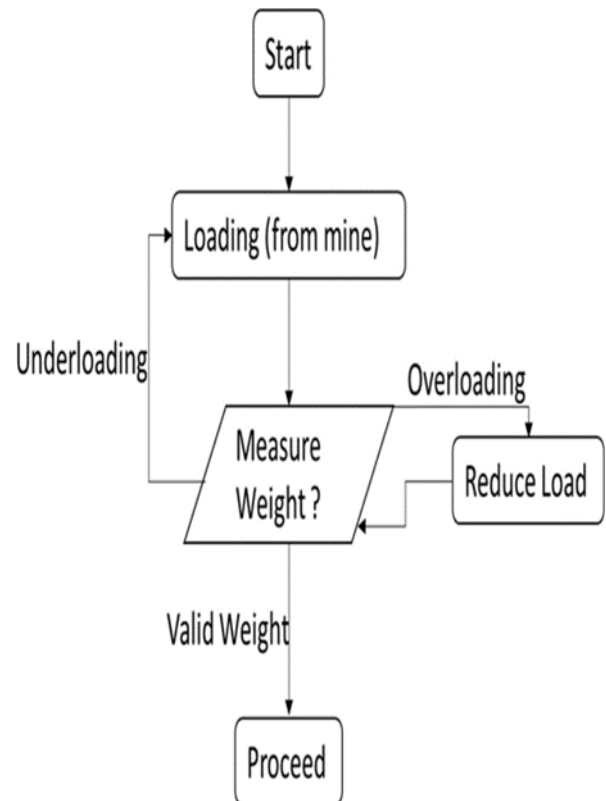 Start
Loading (from mine)
Underloading
Overloading
Measure
Weight ?
Reduce Load
Valid Weight
Proceed